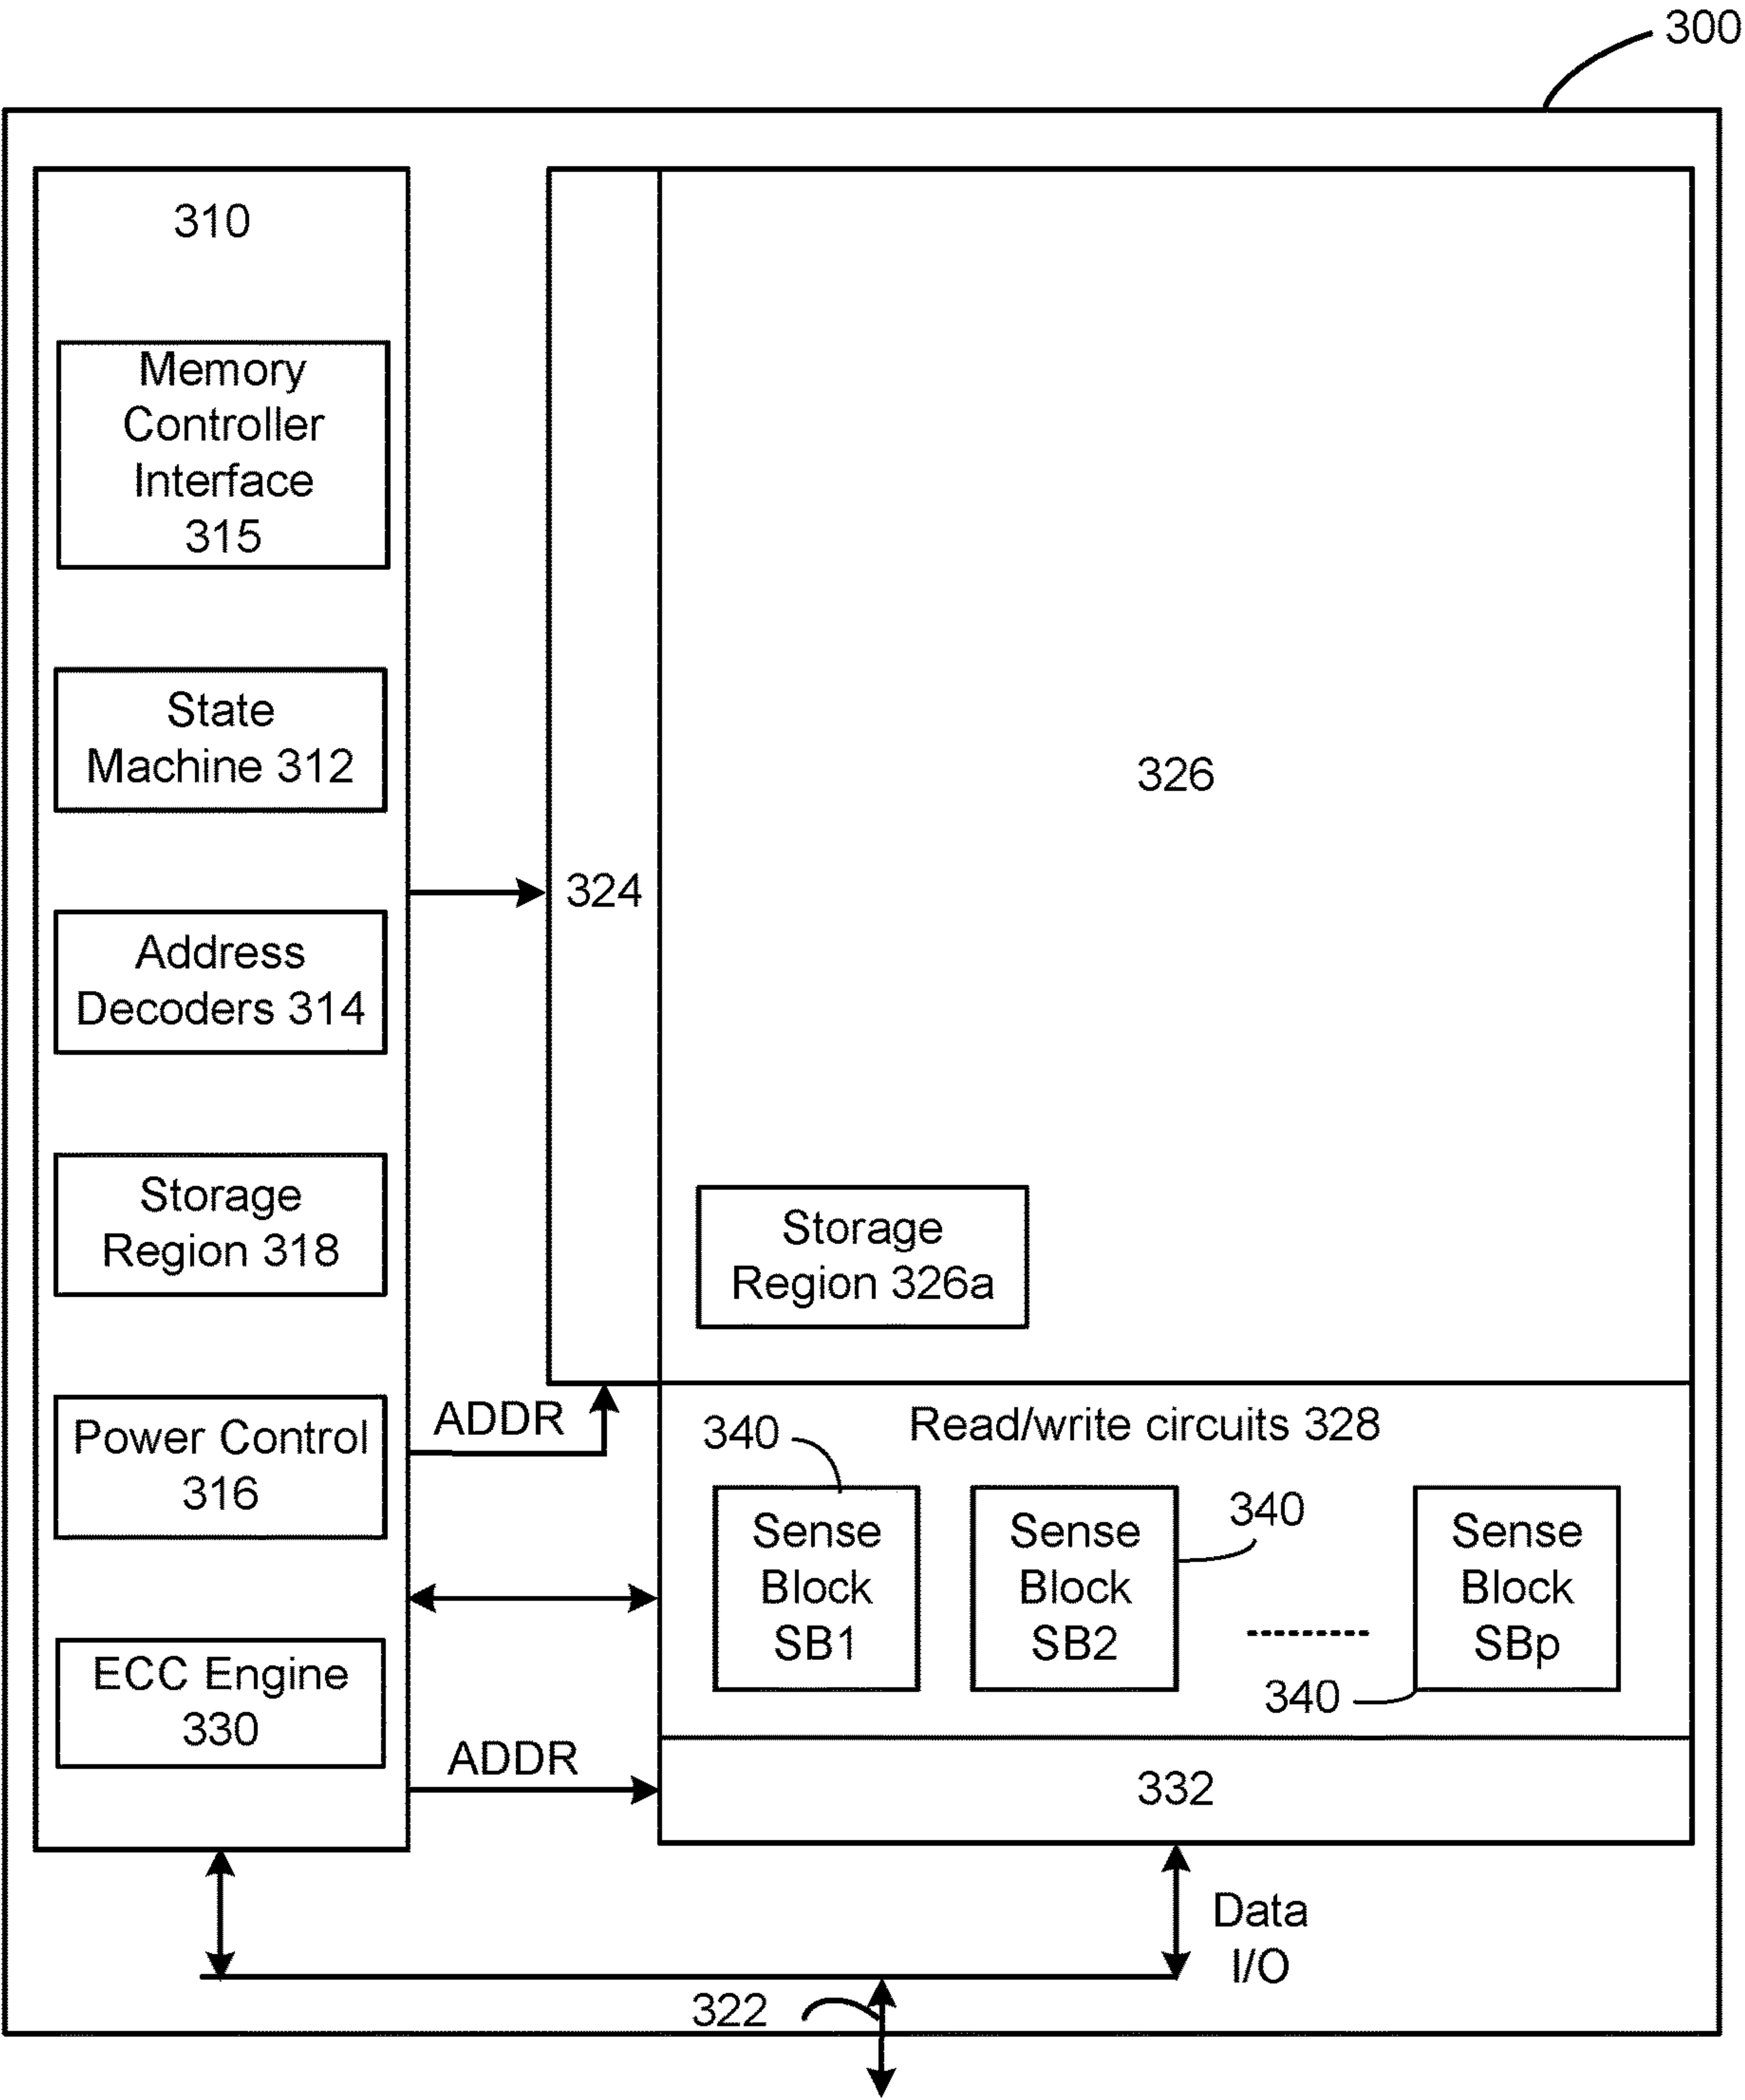 300
310
Memory
Controller
Interface
315
State
Machine 312
Address
Decoders 314
Storage
Region 318
Power Control
316
ECC Engine
330
324
326
Storage
Region 326a
ADDR
Read/write circuits 328
340
Sense
Block
SB1
Sense
Block
SB2
340
Sense
Block
SBp
340
ADDR
332
Data
I/O
322